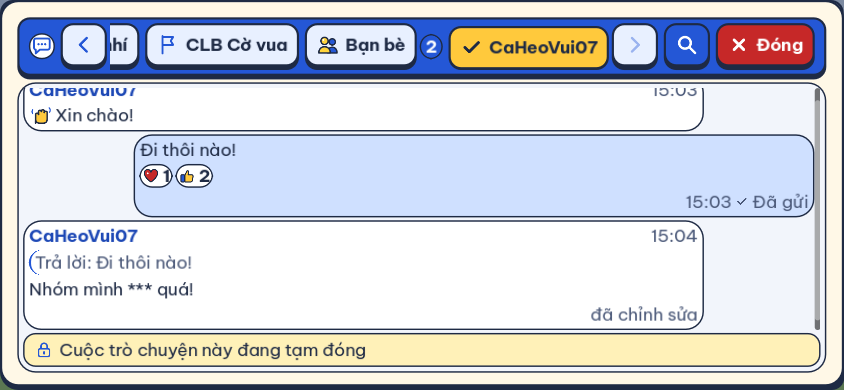 CLB Cờ vua
Bạn bè
2
CaHeoVui07
Đóng
CaHeoVui07 15:03
Xin chào!
Đi thôi nào!
1 2
15:03 ✓ Đã gửi
CaHeoVui07 15:04
Trả lời: Đi thôi nào!
Nhóm mình *** quá!
đã chỉnh sửa
Cuộc trò chuyện này đang tạm đóng